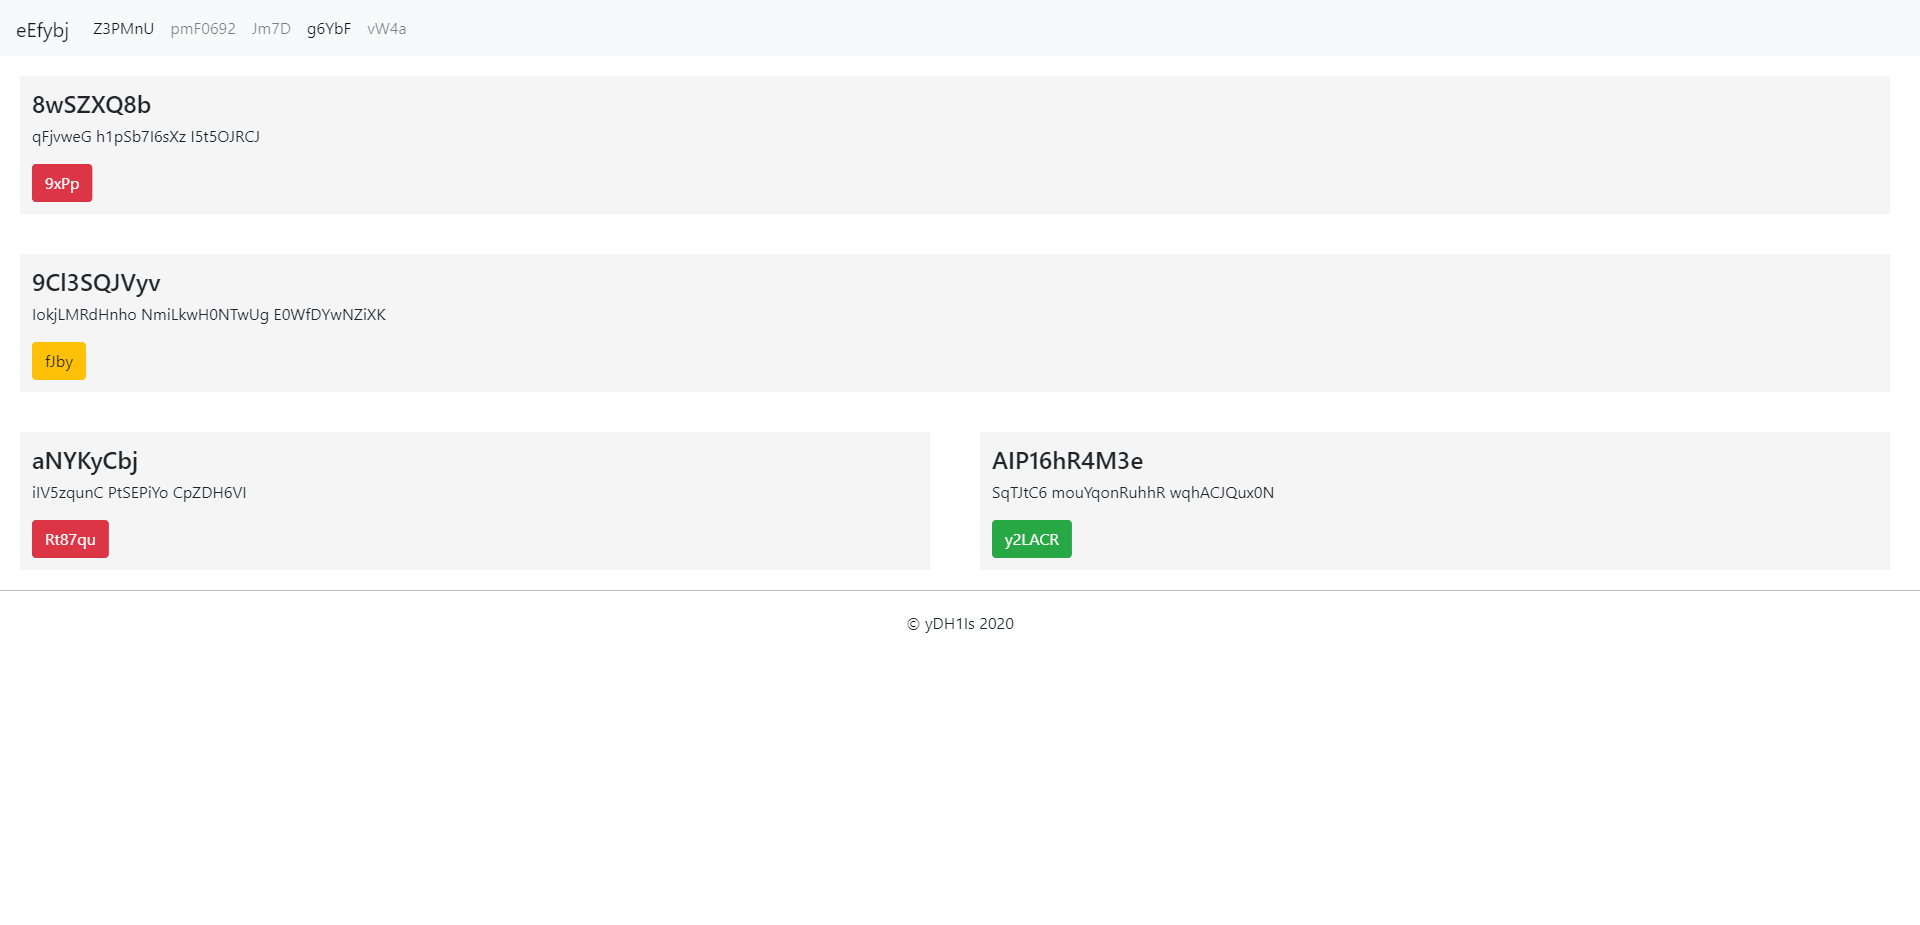 eEfybj Z3PMnU pmF0692 Jm7D g6YbF vW4a
8wSZXQ8b
qFjvweG h1pSb7I6sXz I5t5OJRCJ
9xPp
9Cl3SQJVyv
IokjLMRdHnho NmiLkwH0NTwUg E0WfDYwNZiXK
fJby
aNYKyCbj
iIV5zqunC PtSEPiYo CpZDH6VI
Rt87qu
AIP16hR4M3e
SqTJtC6 mouYqonRuhhR wqhACJQux0N
y2LACR
© yDH1Is 2020